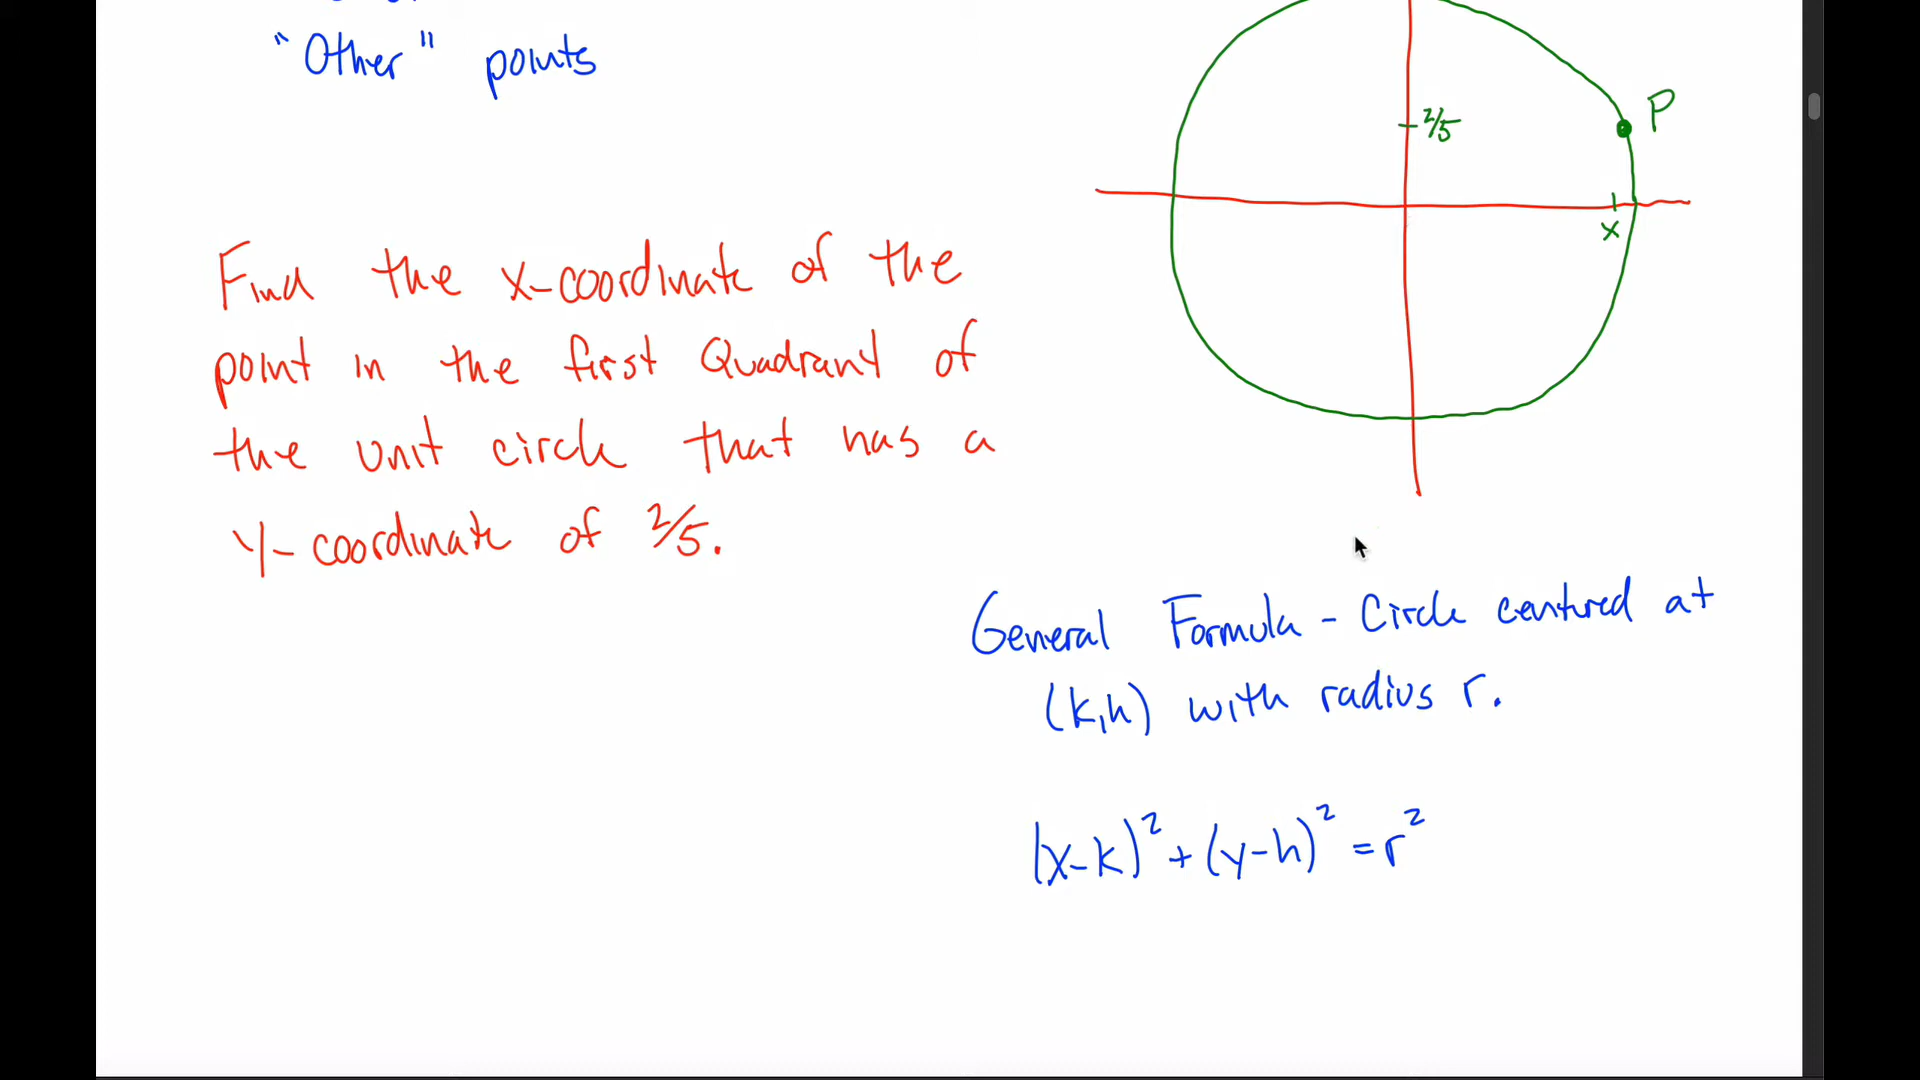 "Other" points
P
2/5
x
Find the x-coordinate of the
point in the first Quadrant of
the unit circle that has a
Y-coordinate of 2/5.
General Formula - Circle centred at
(k,h) with radius r.
(x-k)² + (y-h)² = r²